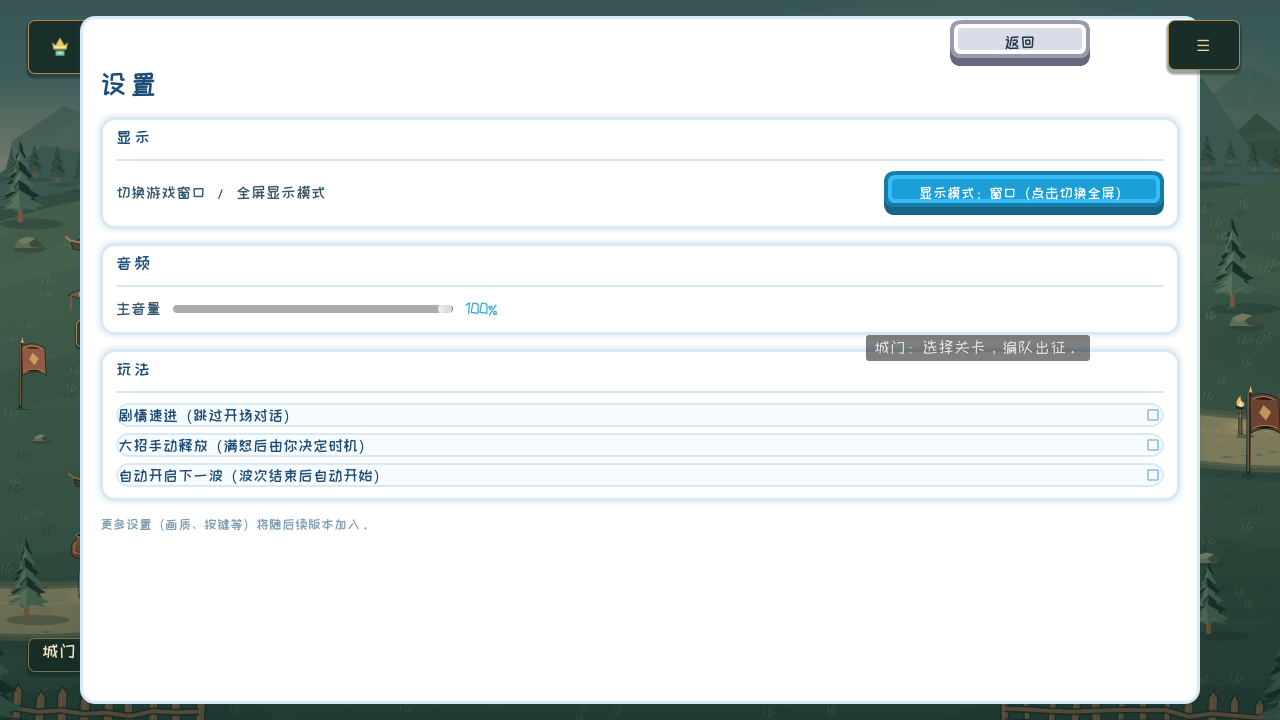 返回
☰
设置
显示
切换游戏窗口 / 全屏显示模式
显示模式：窗口（点击切换全屏）
音频
主音量 100%
城门：选择关卡，编队出征。
玩法
剧情速进（跳过开场对话）
大招手动释放（满怒后由你决定时机）
自动开启下一波（波次结束后自动开始）
更多设置（画质、按键等）将随后续版本加入。
城门